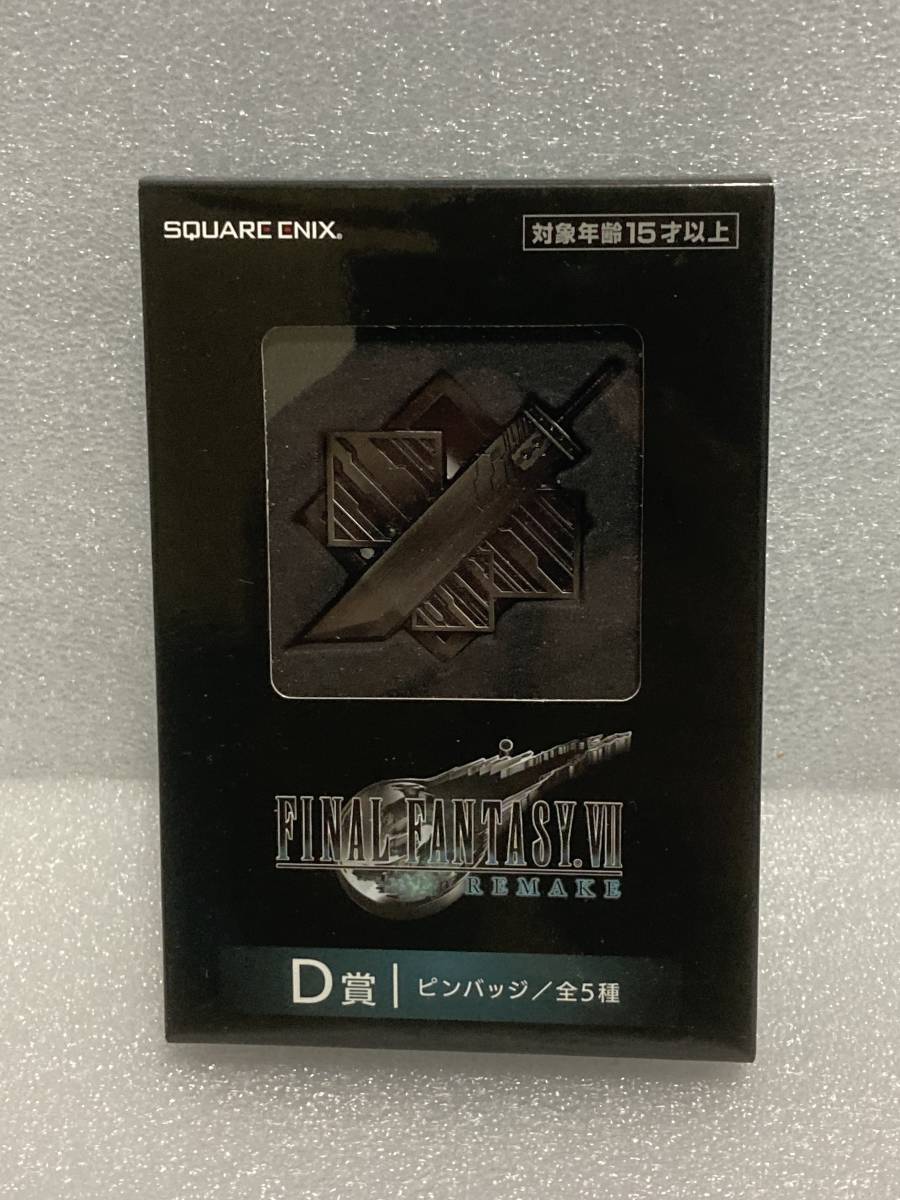 SQUARE ENIX®
対象年齢15才以上
FINAL FANTASY. VII
REMAKE
D賞 | ピンバッジ/全5種